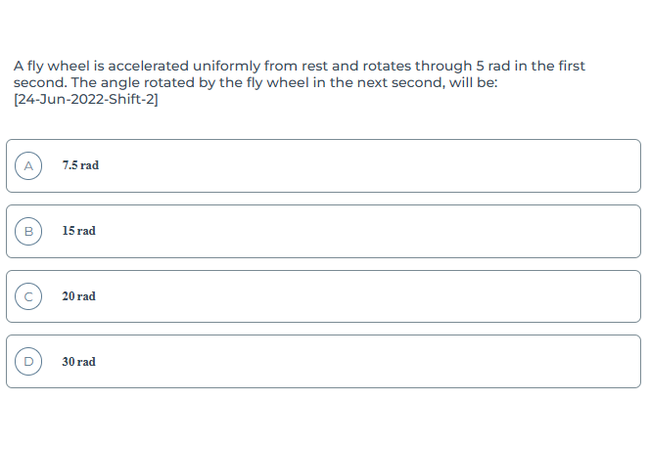 A fly wheel is accelerated uniformly from rest and rotates through 5 rad in the first
second. The angle rotated by the fly wheel in the next second, will be:
[24-Jun-2022-Shift-2]
A 7.5 rad
B 15 rad
C 20 rad
D 30 rad